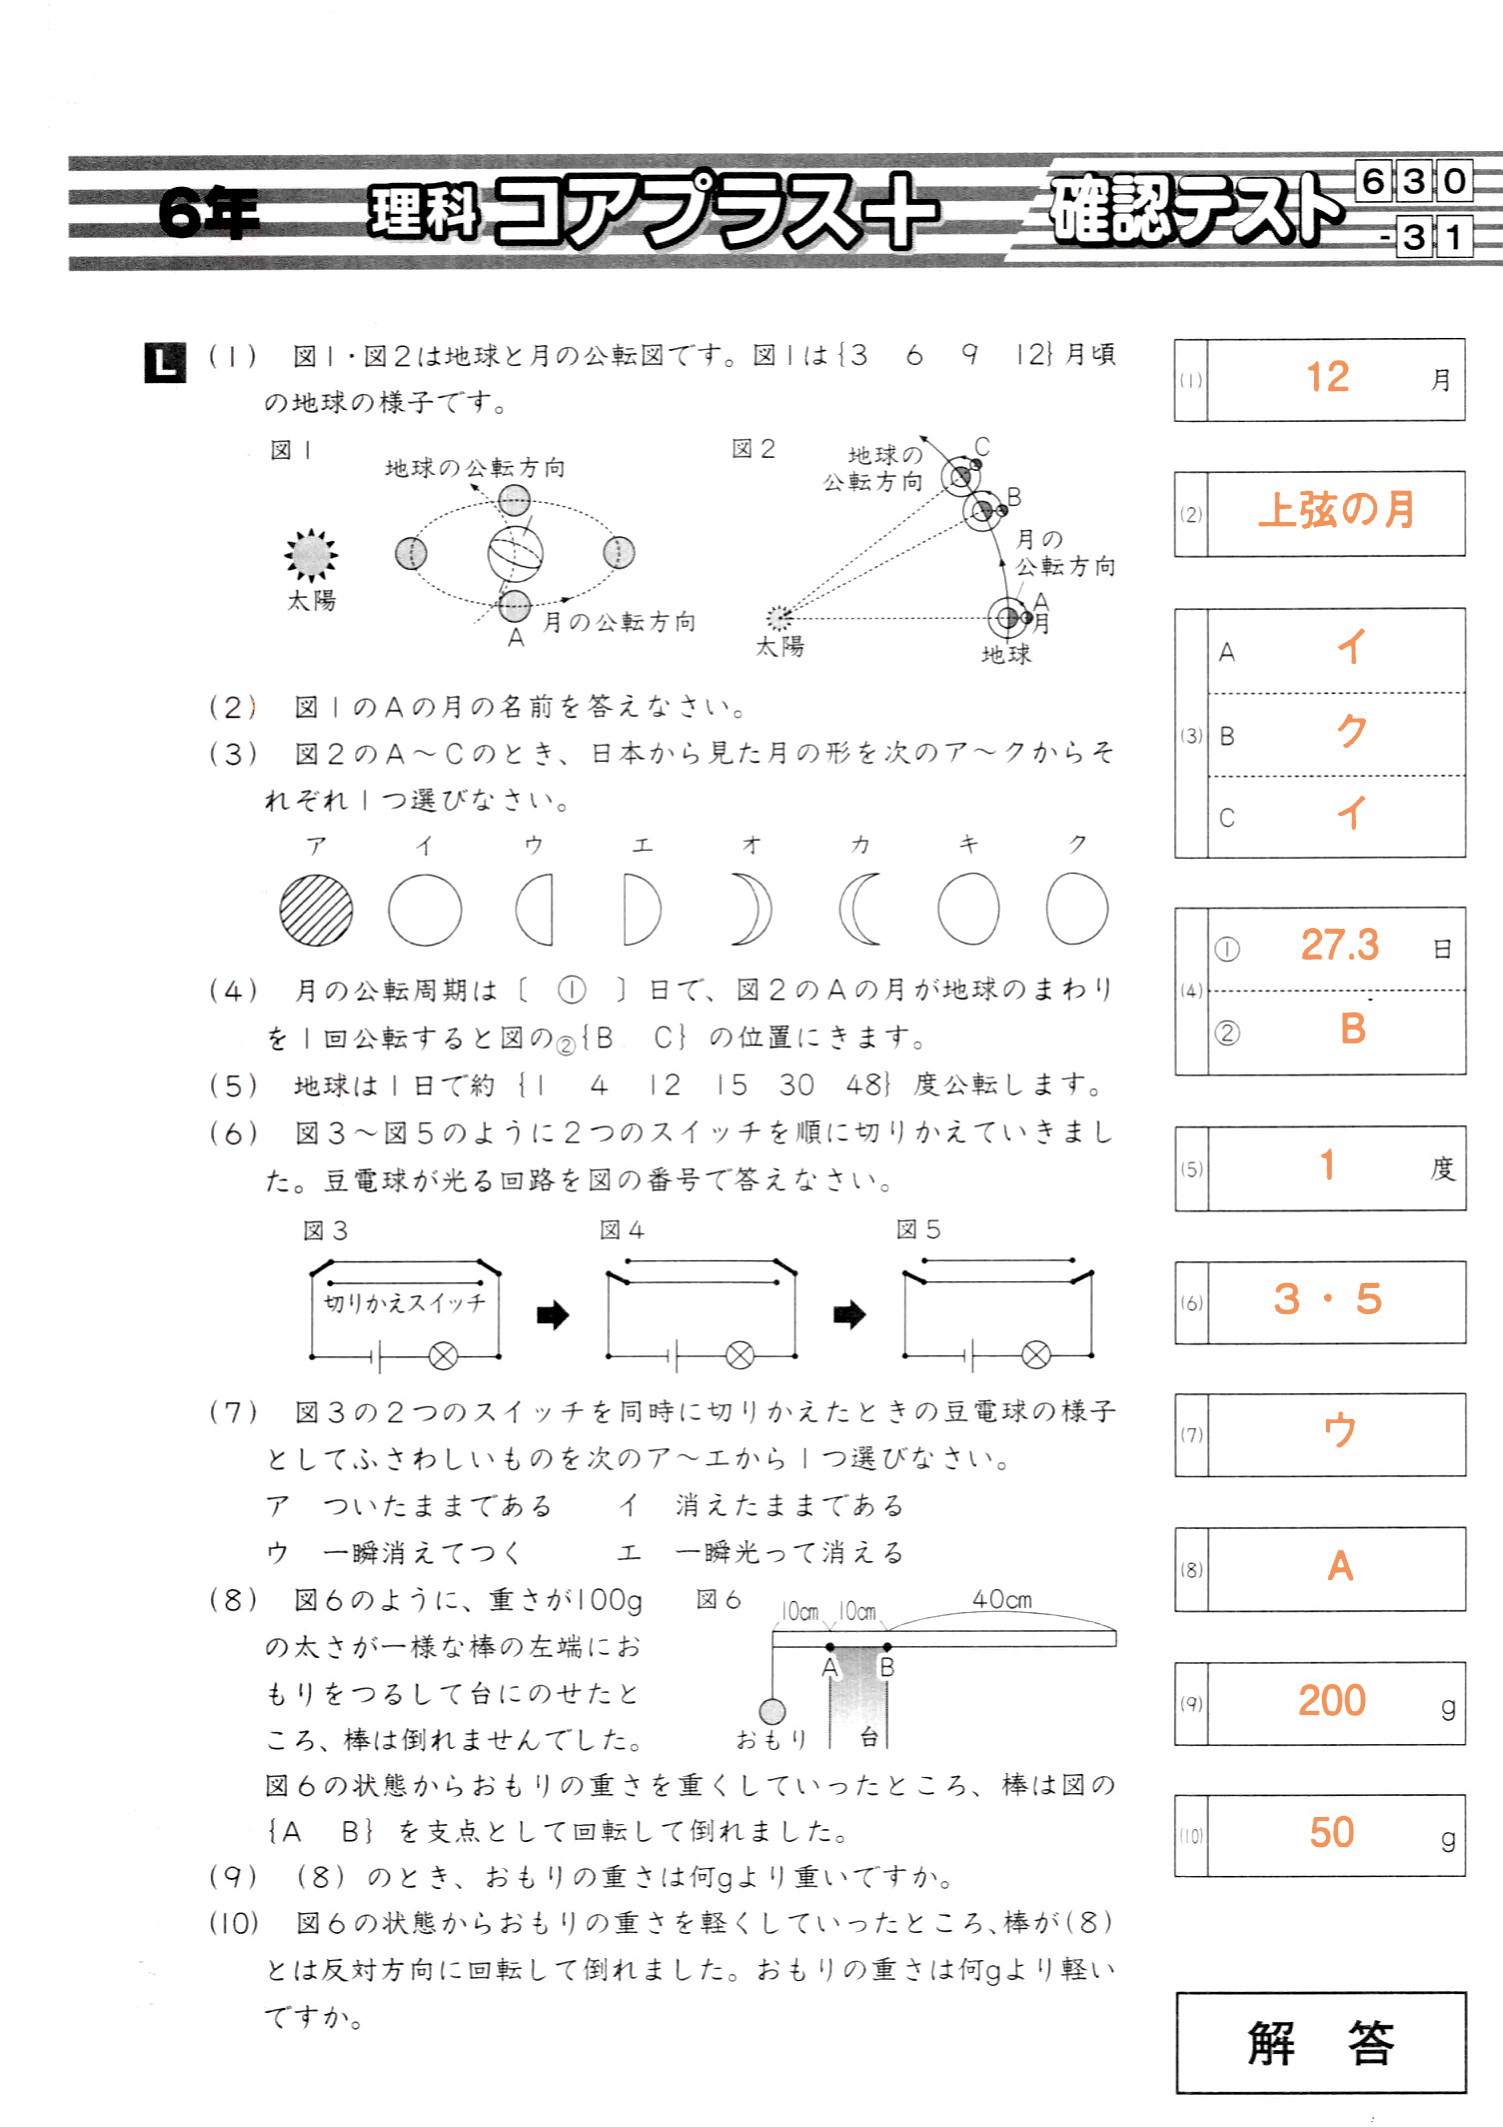 6年 理科 コアプラス＋ 確認テスト 630
-31
L (1) 図1・図2は地球と月の公転図です。図1は{3 6 9 12}月頃
の地球の様子です。
図1
地球の公転方向
太陽
A
月の公転方向
図2
地球の
公転方向
C
B
月の
公転方向
A
月
太陽
地球
(2) 図1のAの月の名前を答えなさい。
(3) 図2のA～Cのとき、日本から見た月の形を次のア～クからそ
れぞれ1つ選びなさい。
ア イ ウ エ オ カ キ ク
(4) 月の公転周期は〔 ① 〕日で、図2のAの月が地球のまわり
を1回公転すると図の②{B C}の位置にきます。
(5) 地球は1日で約{1 4 12 15 30 48}度公転します。
(6) 図3～図5のように2つのスイッチを順に切りかえていきまし
た。豆電球が光る回路を図の番号で答えなさい。
図3 図4 図5
切りかえスイッチ
(7) 図3の2つのスイッチを同時に切りかえたときの豆電球の様子
としてふさわしいものを次のア～エから1つ選びなさい。
ア ついたままである イ 消えたままである
ウ 一瞬消えてつく エ 一瞬光って消える
(8) 図6のように、重さが100g
の太さが一様な棒の左端にお
もりをつるして台にのせたと
ころ、棒は倒れませんでした。
図6
10cm 10cm 40cm
A B
おもり 台
図6の状態からおもりの重さを重くしていったところ、棒は図の
{A B}を支点として回転して倒れました。
(9) (8)のとき、おもりの重さは何gより重いですか。
(10) 図6の状態からおもりの重さを軽くしていったところ、棒が(8)
とは反対方向に回転して倒れました。おもりの重さは何gより軽い
ですか。
(1) 12 月
(2) 上弦の月
(3) A イ
B ク
C イ
(4) ① 27.3 日
② B
(5) 1 度
(6) 3・5
(7) ウ
(8) A
(9) 200 g
(10) 50 g
解 答